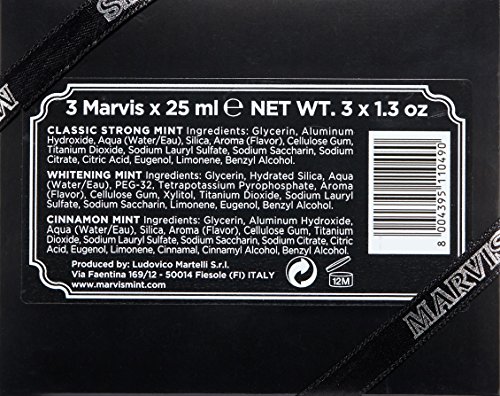 MARVIS
3 Marvis x 25 ml ℮ NET WT. 3 x 1.3 oz
CLASSIC STRONG MINT Ingredients: Glycerin, Aluminum
Hydroxide, Aqua (Water/Eau), Silica, Aroma (Flavor), Cellulose Gum,
Titanium Dioxide, Sodium Lauryl Sulfate, Sodium Saccharin, Sodium
Citrate, Citric Acid, Eugenol, Limonene, Benzyl Alcohol.
WHITENING MINT Ingredients: Glycerin, Hydrated Silica, Aqua
(Water/Eau), PEG-32, Tetrapotassium Pyrophosphate, Aroma
(Flavor), Cellulose Gum, Xylitol, Titanium Dioxide, Sodium Lauryl
Sulfate, Sodium Saccharin, Limonene, Eugenol, Benzyl Alcohol.
CINNAMON MINT Ingredients: Glycerin, Aluminum Hydroxide,
Aqua (Water/Eau), Silica, Aroma (Flavor), Cellulose Gum, Titanium
Dioxide, Sodium Lauryl Sulfate, Sodium Saccharin, Sodium Citrate, Citric
Acid, Eugenol, Limonene, Cinnamal, Cinnamyl Alcohol, Benzyl Alcohol.
Produced by: Ludovico Martelli S.r.l.
Via Faentina 169/12 - 50014 Fiesole (FI) ITALY
www.marvismint.com
12M
8 004395 110490
MARVIS